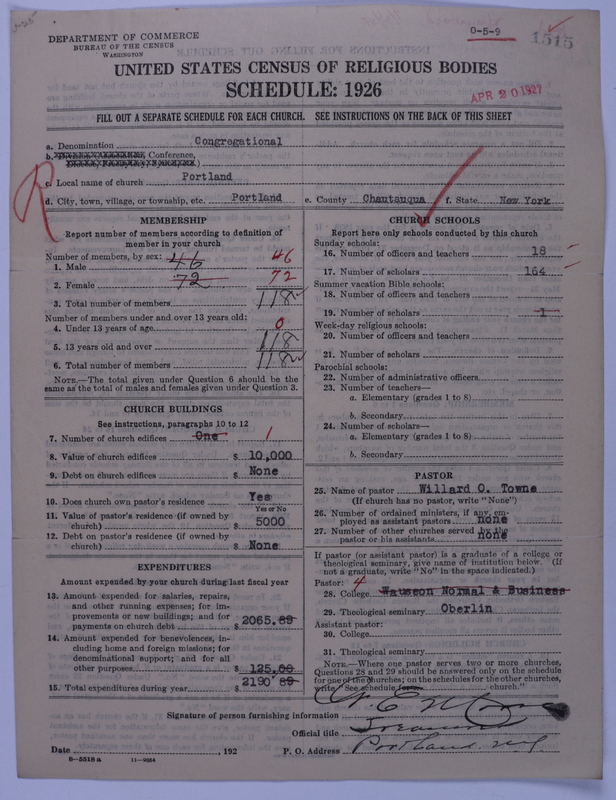 DEPARTMENT OF COMMERCE
BUREAU OF THE CENSUS
WASHINGTON
0-5-9
1515
UNITED STATES CENSUS OF RELIGIOUS BODIES
SCHEDULE: 1926
APR 20 1927
FILL OUT A SEPARATE SCHEDULE FOR EACH CHURCH. SEE INSTRUCTIONS ON THE BACK OF THIS SHEET
a. Denomination Congregational
b. Conference,
c. Local name of church Portland
d. City, town, village, or township, etc. Portland e. County Chautauqua f. State New York
R
MEMBERSHIP
Report number of members according to definition of
member in your church
Number of members, by sex:
1. Male 46 46
2. Female 72 72
3. Total number of members 118
Number of members under and over 13 years old:
4. Under 13 years of age 0
5. 13 years old and over 118
6. Total number of members 118
NOTE.—The total given under Question 6 should be the
same as the total of males and females given under Question 3.
CHURCH BUILDINGS
See instructions, paragraphs 10 to 12
7. Number of church edifices One 1
8. Value of church edifices $ 10,000
9. Debt on church edifices $ None
10. Does church own pastor's residence Yes
Yes or No
11. Value of pastor's residence (if owned by
church) $ 5000
12. Debt on pastor's residence (if owned by
church) $ None
EXPENDITURES
Amount expended by your church during last fiscal year
13. Amount expended for salaries, repairs,
and other running expenses; for im-
provements or new buildings; and for
payments on church debt $ 2065.89
14. Amount expended for benevolences, in-
cluding home and foreign missions; for
denominational support; and for all
other purposes $ 125.00
15. Total expenditures during year $ 2190 89
CHURCH SCHOOLS
Report here only schools conducted by this church
Sunday schools:
16. Number of officers and teachers 18
17. Number of scholars 164
Summer vacation Bible schools:
18. Number of officers and teachers
19. Number of scholars 1
Week-day religious schools:
20. Number of officers and teachers
21. Number of scholars
Parochial schools:
22. Number of administrative officers
23. Number of teachers—
a. Elementary (grades 1 to 8)
b. Secondary
24. Number of scholars—
a. Elementary (grades 1 to 8)
b. Secondary
PASTOR
25. Name of pastor Willard O. Towne
(If church has no pastor, write "None")
26. Number of ordained ministers, if any, em-
ployed as assistant pastors none
27. Number of other churches served by the
pastor or his assistants none
If pastor (or assistant pastor) is a graduate of a college or
theological seminary, give name of institution below. (If
not a graduate, write "No" in the space indicated.)
Pastor: 4
28. College Wauseon Normal & Business
29. Theological seminary Oberlin
Assistant pastor:
30. College
31. Theological seminary
NOTE.—Where one pastor serves two or more churches,
Questions 28 and 29 should be answered only on the schedule
for one of the churches; on the schedules for the other churches,
write "See schedule for church."
Signature of person furnishing information
Official title
Date , 192 P. O. Address Portland, N.Y.
8-5518 a 11-9264